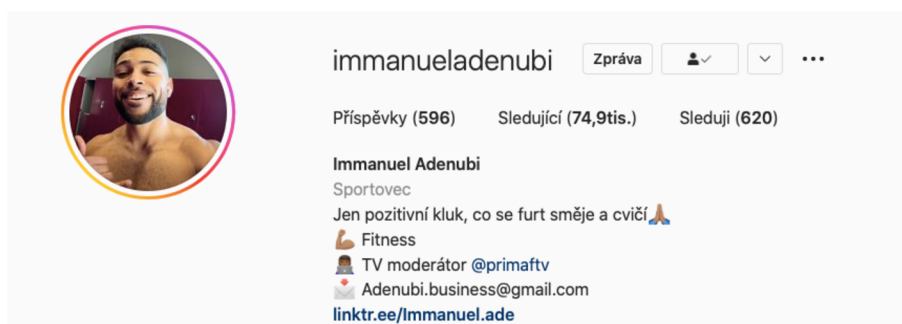 immanueladenubi Zpráva
Příspěvky (596) Sledující (74,9tis.) Sleduji (620)
Immanuel Adenubi
Sportovec
Jen pozitivní kluk, co se furt směje a cvičí🙏🏽
💪🏽 Fitness
👨🏾‍💻 TV moderátor @primaftv
📩 Adenubi.business@gmail.com
linktr.ee/Immanuel.ade